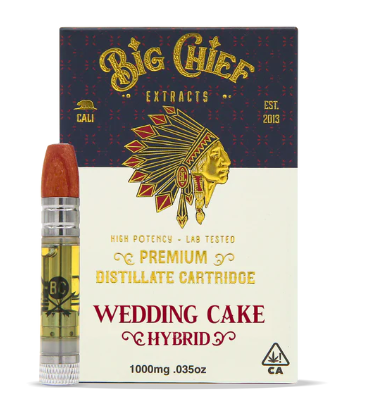 BIG CHIEF
EXTRACTS
CALI
EST.
2013
HIGH POTENCY - LAB TESTED
PREMIUM
DISTILLATE CARTRIDGE
WEDDING CAKE
HYBRID
1000mg .035oz
CA
BC